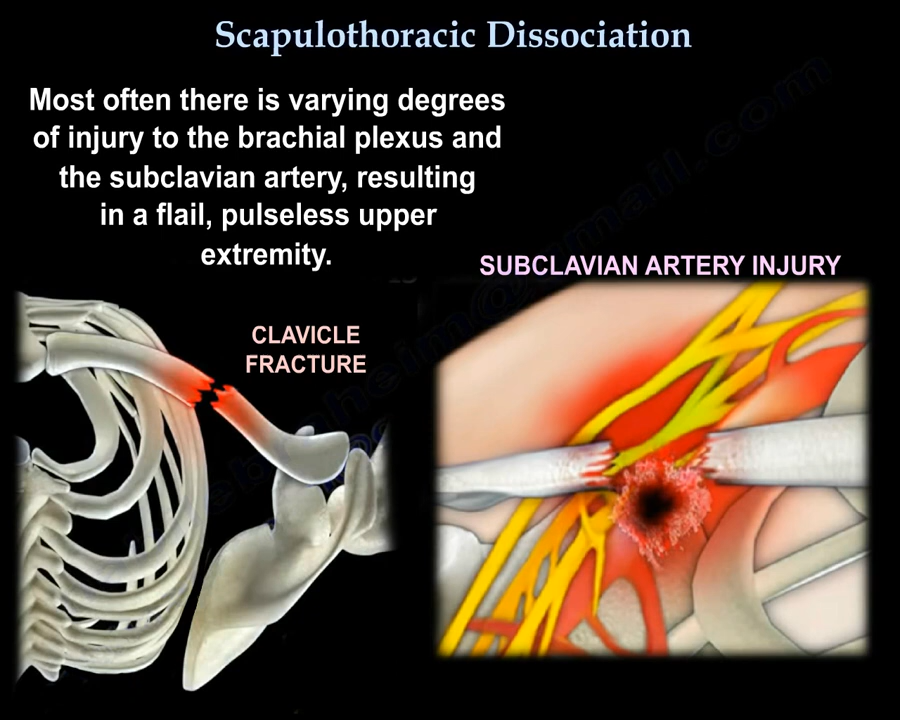 Scapulothoracic Dissociation
Most often there is varying degrees
of injury to the brachial plexus and
the subclavian artery, resulting
in a flail, pulseless upper
extremity.
SUBCLAVIAN ARTERY INJURY
CLAVICLE
FRACTURE